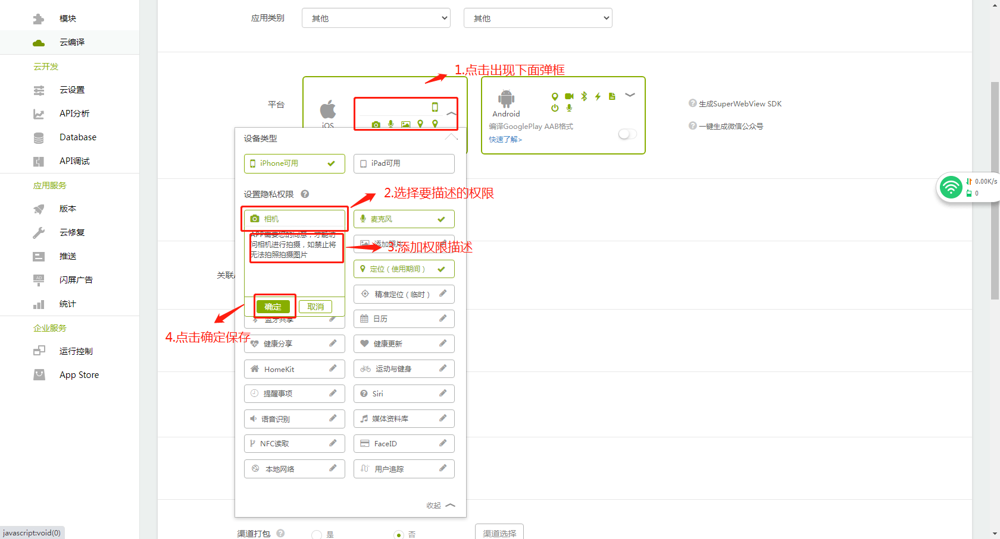 模块
云编译
云开发
云设置
API分析
Database
API调试
应用服务
版本
云修复
推送
闪屏广告
AD
统计
企业服务
运行控制
App Store
javascript:void(0)
应用类别
其他
其他
1.点击出现下面弹框
平台
iOS
Android
编译GooglePlay AAB格式
快速了解>
生成SuperWebView SDK
一键生成微信公众号
0.00K/s
0
设备类型
iPhone可用
iPad可用
设置隐私权限
2.选择要描述的权限
相机
麦克风
APP需要您的同意，才能访
问相机进行拍摄，如禁止将
无法拍照拍摄图片
添加照片
3.添加权限描述
定位（使用期间）
关联
精准定位（临时）
确定
取消
蓝牙共享
日历
4.点击确定保存
健康分享
健康更新
HomeKit
运动与健身
提醒事项
Siri
语音识别
媒体资料库
NFC读取
FaceID
本地网络
用户追踪
收起
渠道打包
是
否
渠道选择